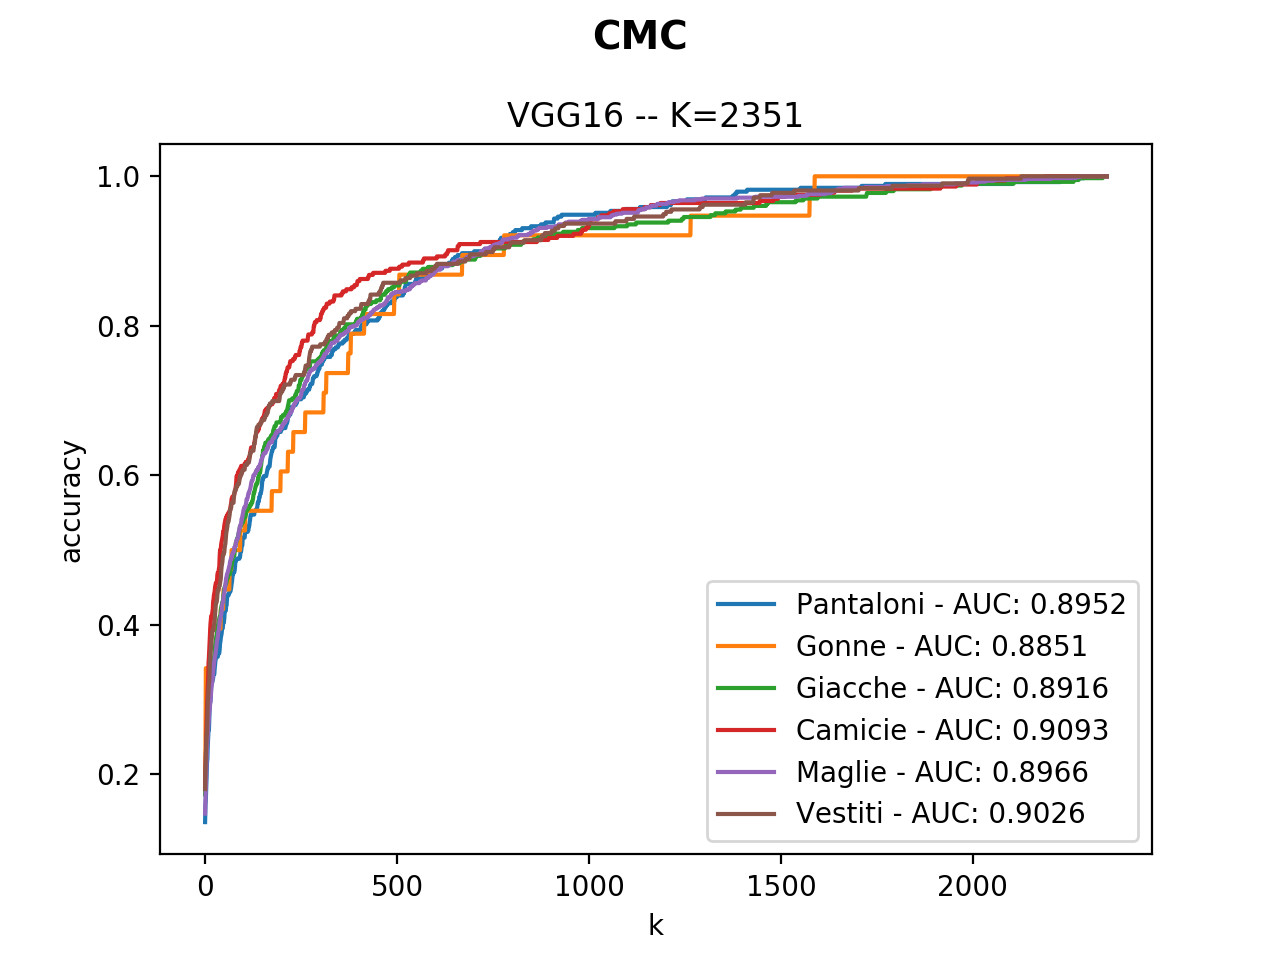 CMC
VGG16 -- K=2351
1.0
0.8
0.6
0.4
0.2
accuracy
Pantaloni - AUC: 0.8952
Gonne - AUC: 0.8851
Giacche - AUC: 0.8916
Camicie - AUC: 0.9093
Maglie - AUC: 0.8966
Vestiti - AUC: 0.9026
0 500 1000 1500 2000
k